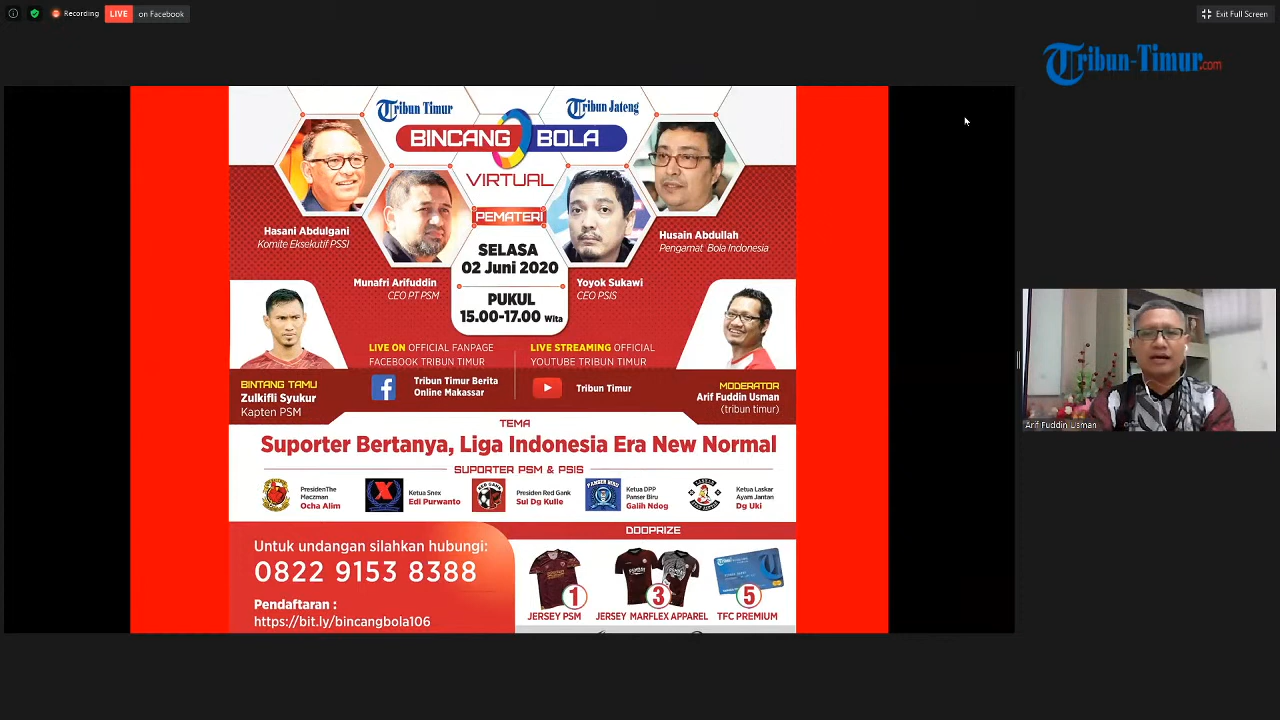 Recording
LIVE on Facebook
Exit Full Screen
Tribun-Timur.com
Tribun Timur
Tribun Jateng
BINCANG BOLA
VIRTUAL
PEMATERI
Hasani Abdulgani
Komite Eksekutif PSSI
Husain Abdullah
Pengamat Bola Indonesia
SELASA
02 Juni 2020
Munafri Arifuddin
CEO PT PSM
Yoyok Sukawi
CEO PSIS
PUKUL
15.00-17.00 Wita
LIVE ON OFFICIAL FANPAGE
FACEBOOK TRIBUN TIMUR
LIVE STREAMING OFFICIAL
YOUTUBE TRIBUN TIMUR
Tribun Timur Berita
Online Makassar
Tribun Timur
BINTANG TAMU
Zulkifli Syukur
Kapten PSM
MODERATOR
Arif Fuddin Usman
(tribun timur)
Arif Fuddin Usman
TEMA
Suporter Bertanya, Liga Indonesia Era New Normal
SUPORTER PSM & PSIS
PresidenThe
Maczman
Ocha Alim
Ketua Snex
Edi Purwanto
RED GANK
Presiden Red Gank
Sul Dg Kulle
PANSER BIRU
Ketua DPP
Panser Biru
Galih Ndog
Ketua Laskar
Ayam Jantan
Dg Uki
Untuk undangan silahkan hubungi:
0822 9153 8388
Pendaftaran :
https://bit.ly/bincangbola106
DOOPRIZE
1
3
5
JERSEY PSM
JERSEY MARFLEX APPAREL
TFC PREMIUM